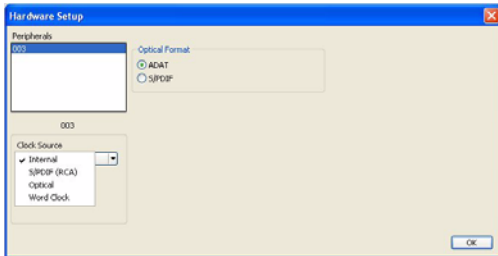 Hardware Setup
Peripherals
003
Optical Format
ADAT
S/PDIF
003
Clock Source
Internal
S/PDIF (RCA)
Optical
Word Clock
OK